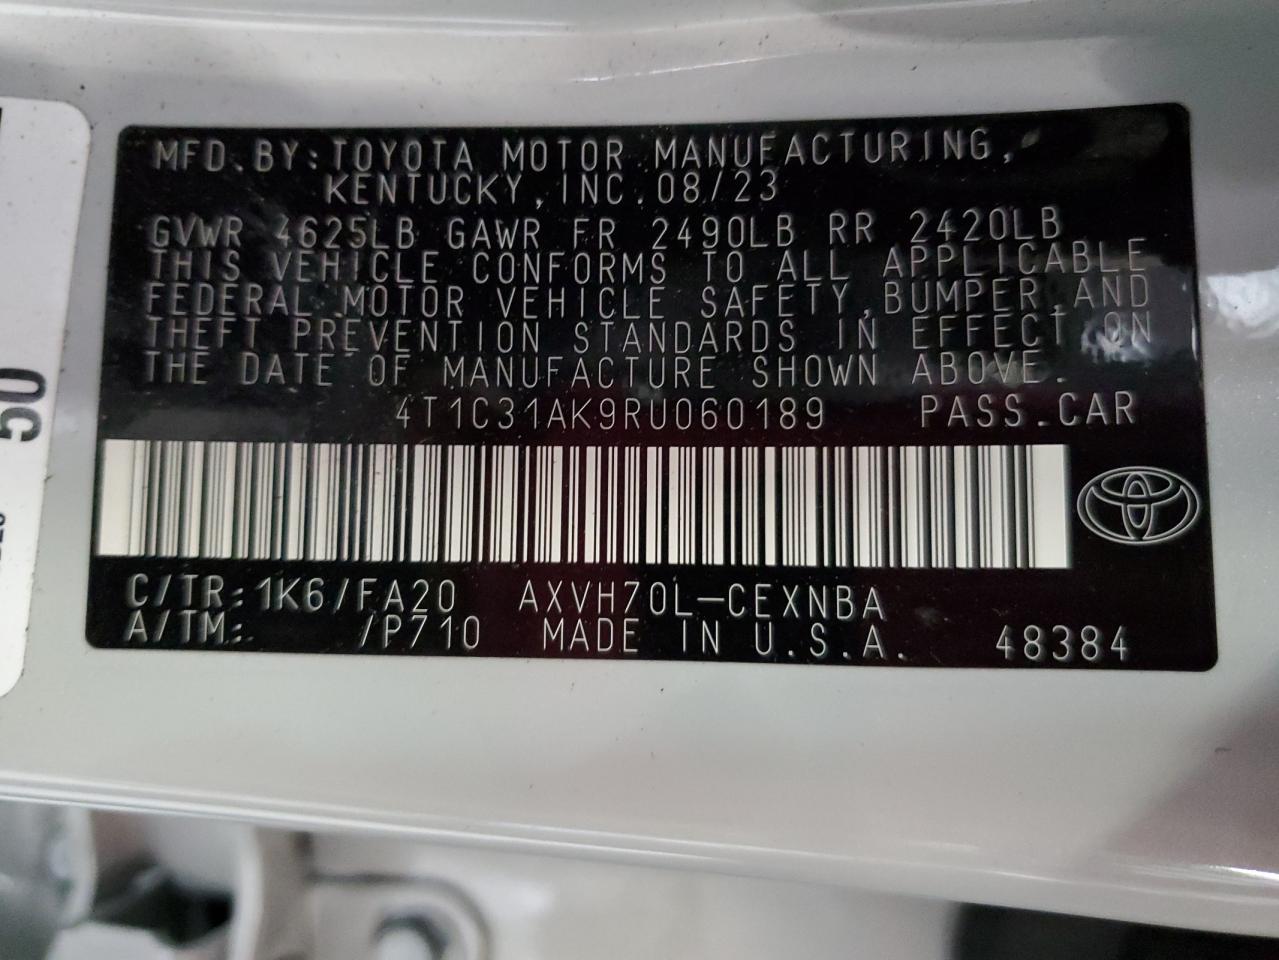 MFD.BY:TOYOTA MOTOR MANUFACTURING,
KENTUCKY,INC.08/23
GVWR 4625LB GAWR FR 2490LB RR 2420LB
THIS VEHICLE CONFORMS TO ALL APPLICABLE
FEDERAL MOTOR VEHICLE SAFETY,BUMPER,AND
THEFT PREVENTION STANDARDS IN EFFECT ON
THE DATE OF MANUFACTURE SHOWN ABOVE.
4T1C31AK9RU060189 PASS.CAR
C/TR:1K6/FA20 AXVH70L-CEXNBA
A/TM: /P710 MADE IN U.S.A. 48384
50